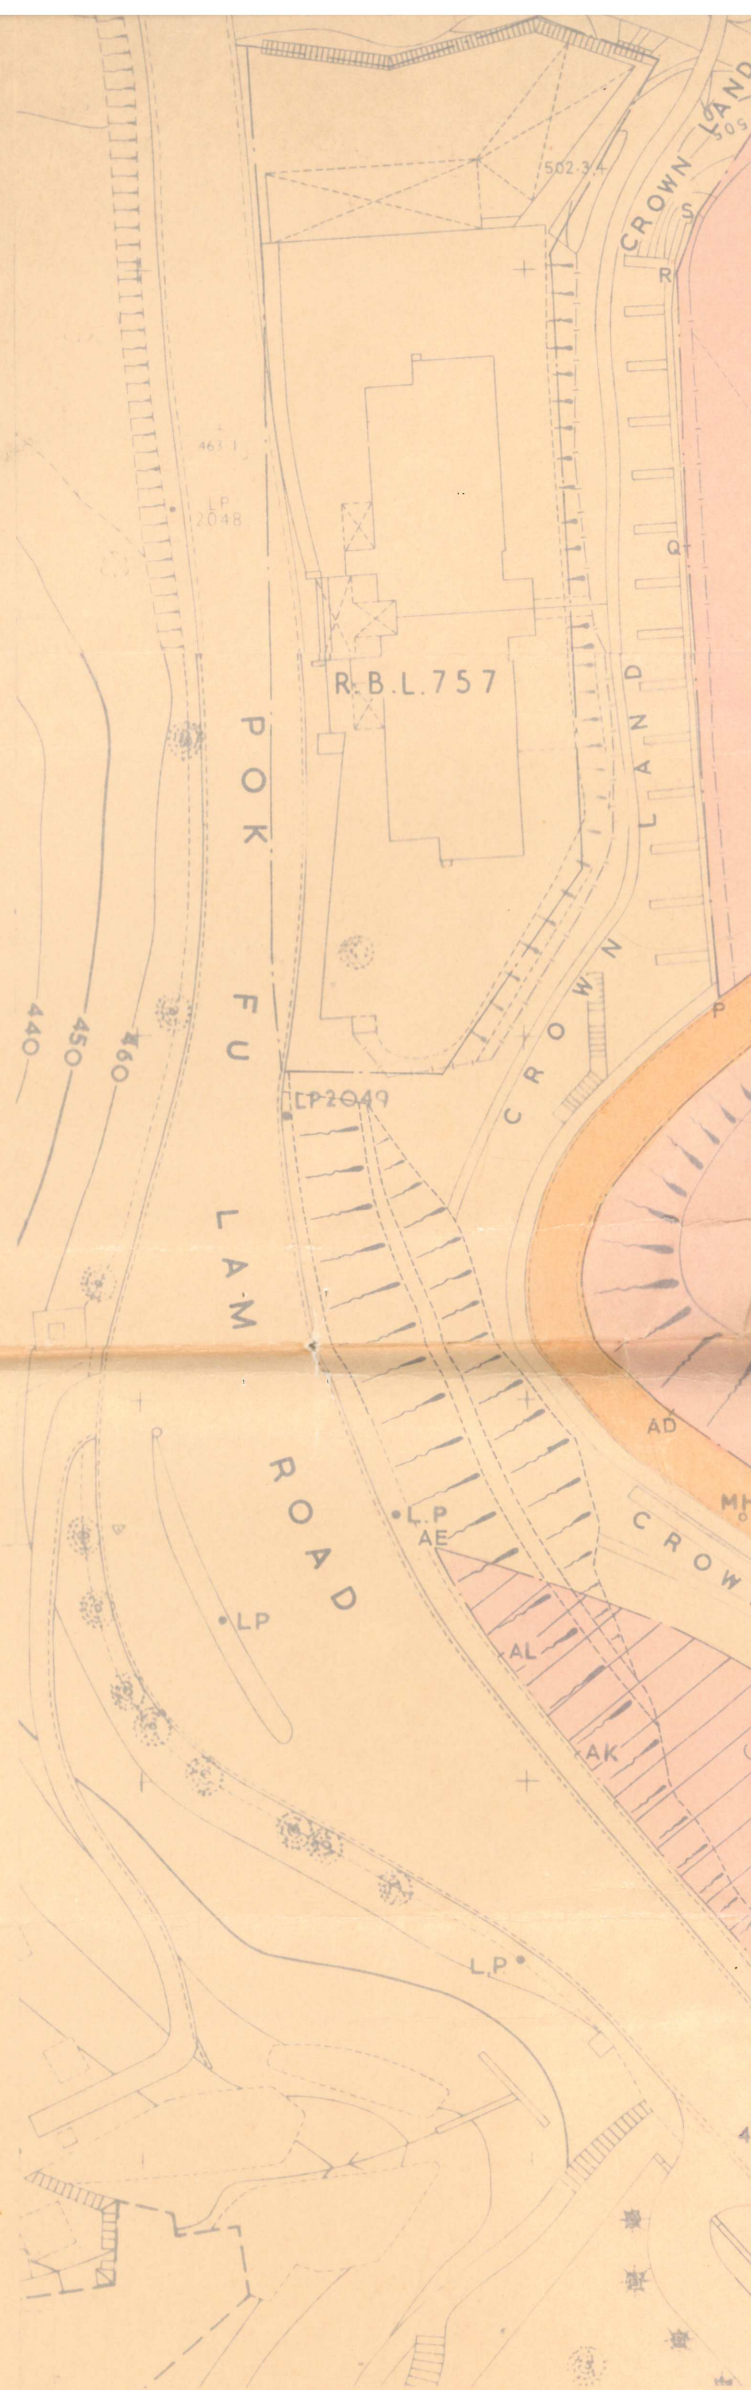 CROWN LAND
505
502.3
S
R
463.1
LP
2048
Q
R.B.L.757
CROWN LAND
P
POK FU LAM ROAD
440
450
460
LP2049
AD
MH
CROW
L.P
AE
LP
AL
AK
L.P
4